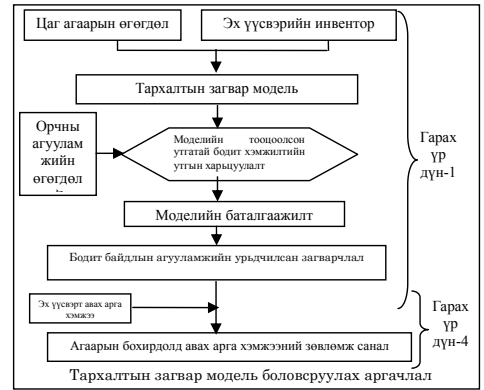 Цаг агаарын өгөгдөл
Эх үүсвэрийн инвентор
Тархалтын загвар модель
Орчны
агуулам
жийн
өгөгдөл
Моделийн тооцоолсон
утгатай бодит хэмжилтийн
утгын харьцуулалт
Гарах
үр
дүн-1
Моделийн баталгаажилт
Бодит байдлын агууламжийн урьдчилсан загварчлал
Эх үүсвэрт авах арга
хэмжээ
Гарах
үр
дүн-4
Агаарын бохирдолд авах арга хэмжээний зөвлөмж санал
Тархалтын загвар модель боловсруулах аргачлал